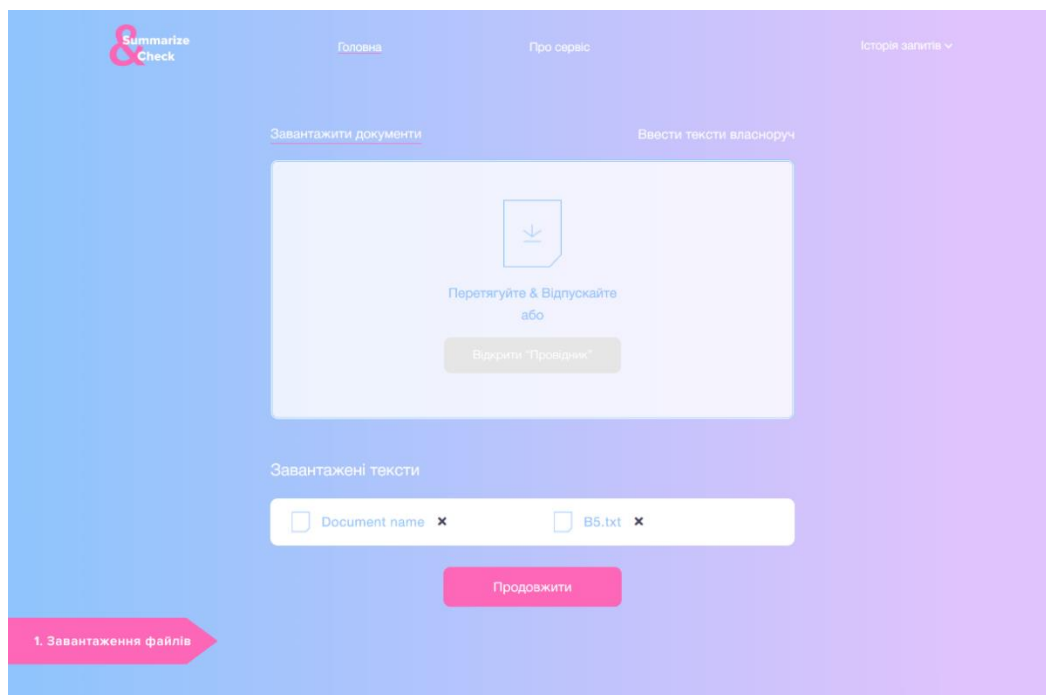 &
Summarize
Check
Головна
Про сервіс
Історія запитів
Завантажити документи
Ввести тексти власноруч
Перетягуйте & Відпускайте
або
Відкрити "Провідник"
Завантажені тексти
Document name
B5.txt
Продовжити
1. Завантаження файлів